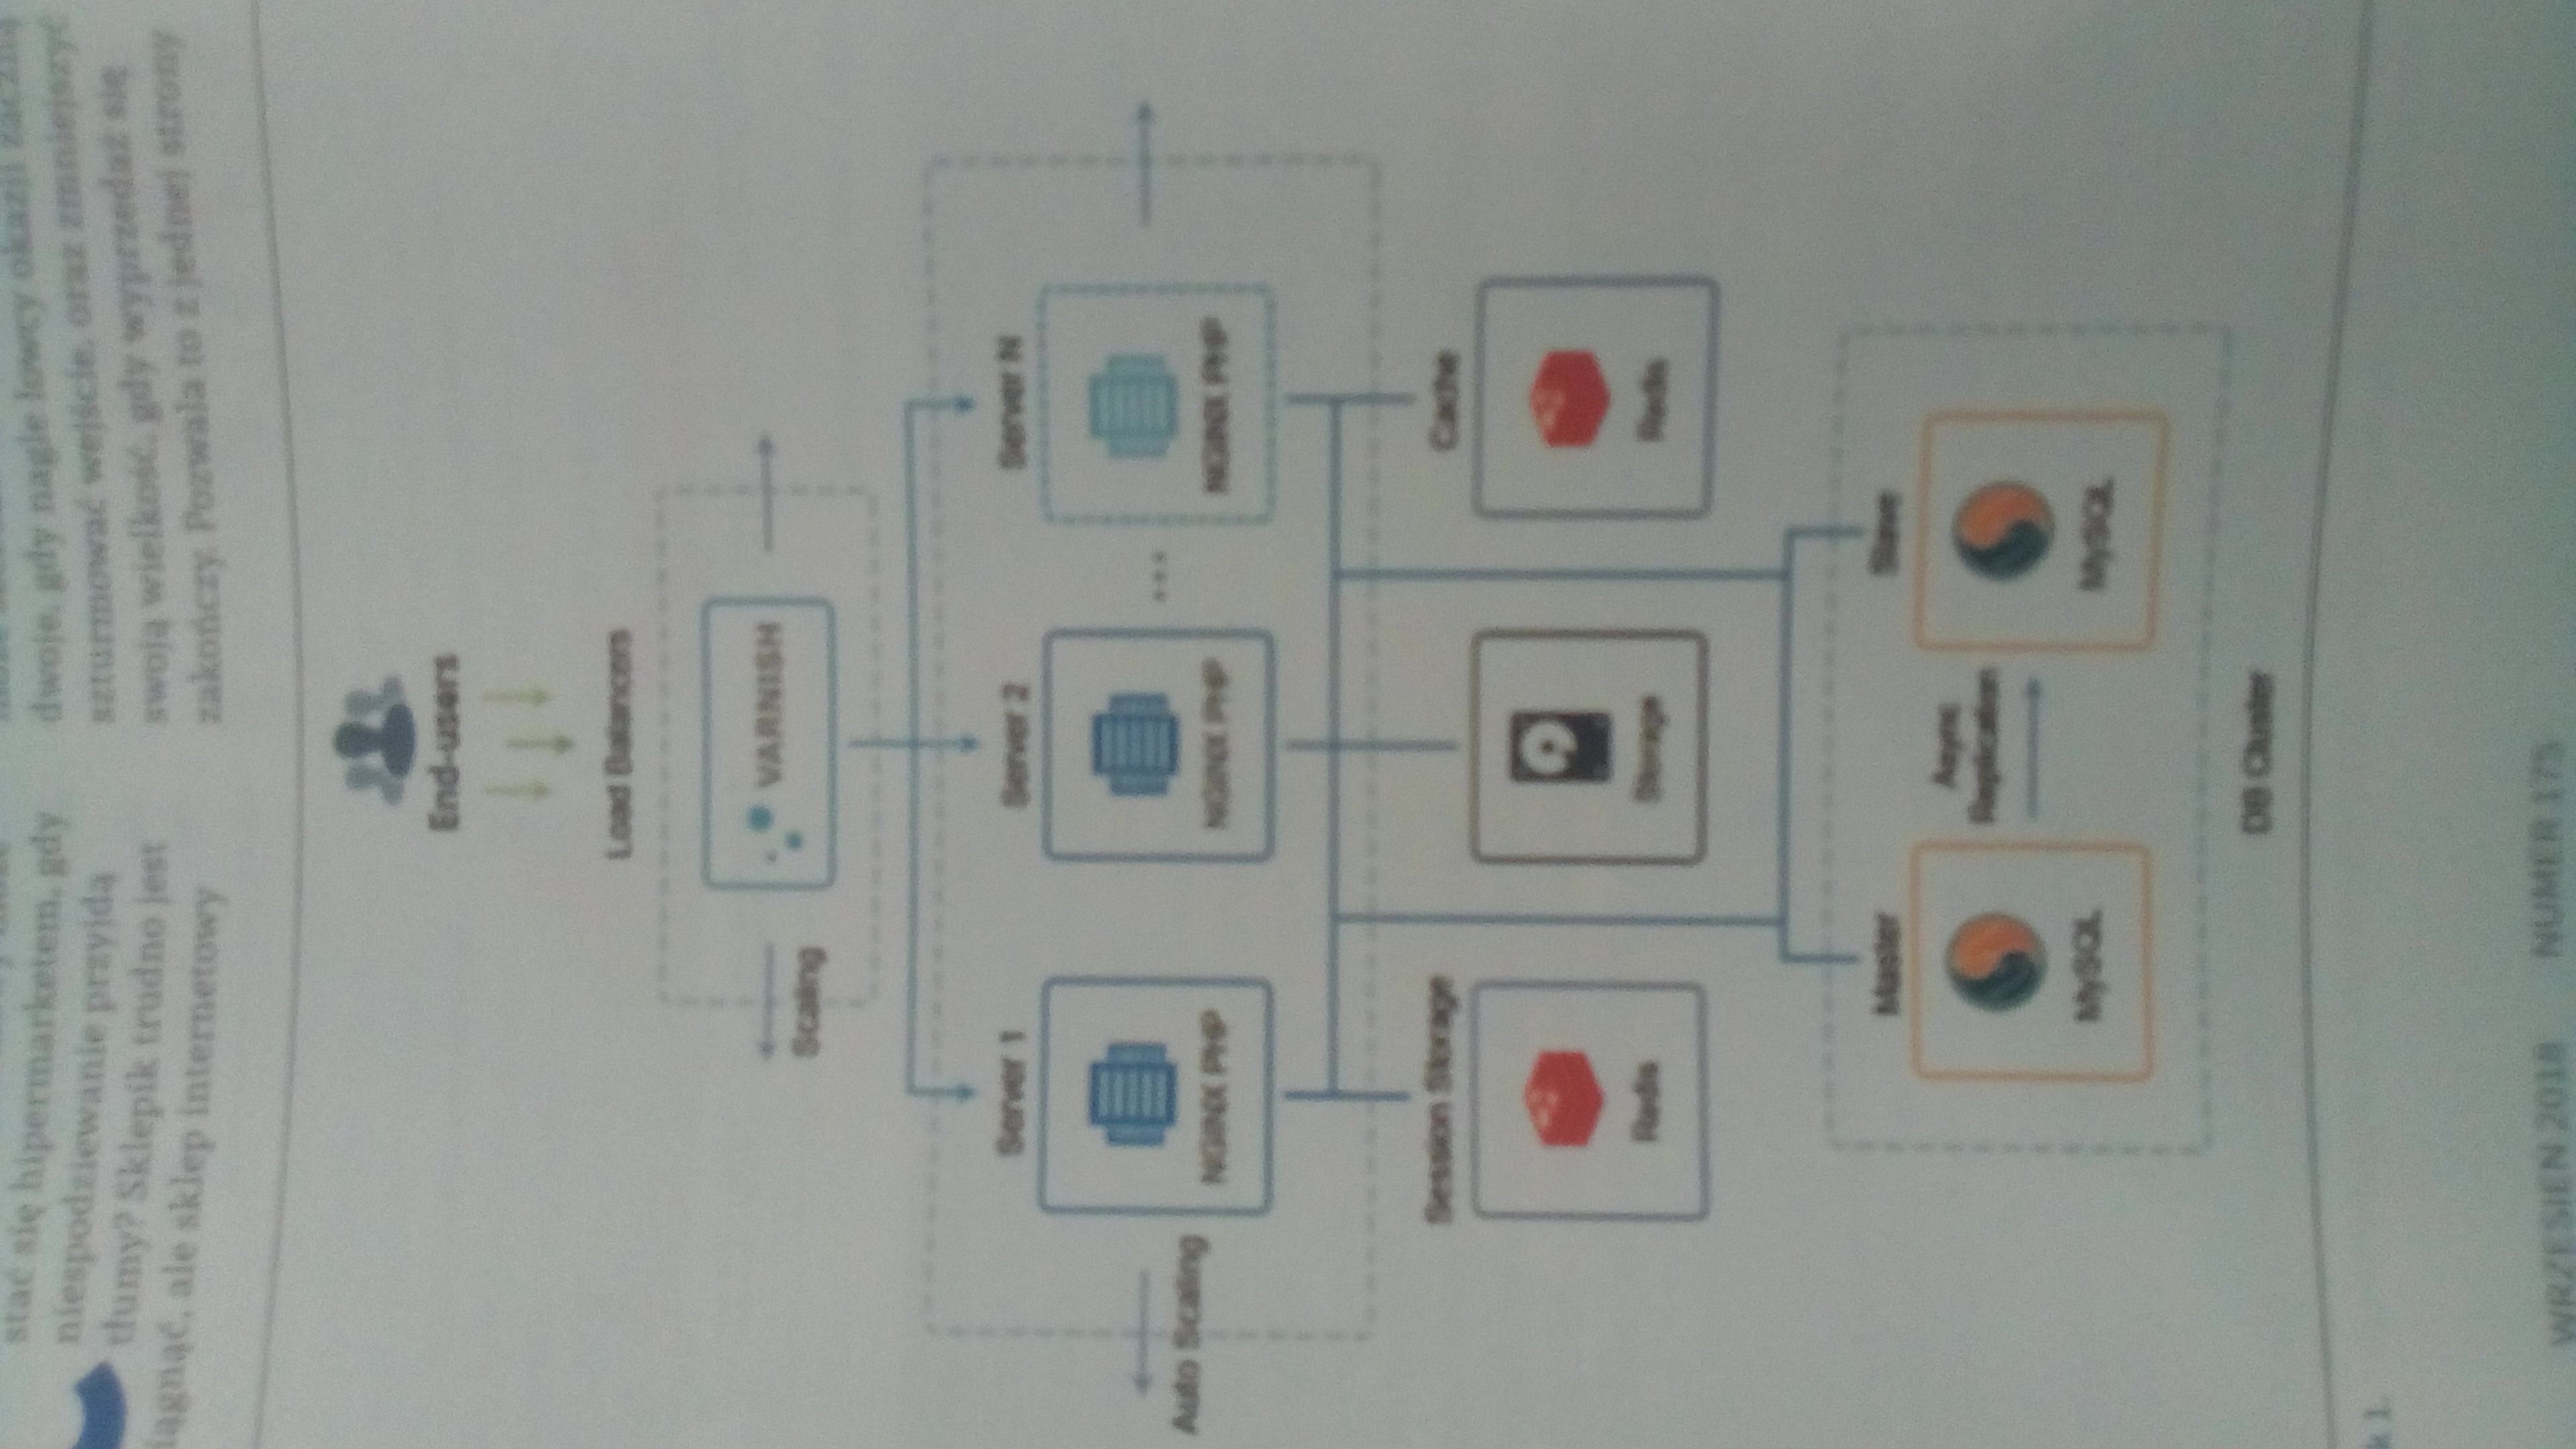 stać się hipermarketem, gdy
niespodziewanie przyjdą
tłumy? Sklepik trudno jest
iągnąć, ale sklep internetowy
dwoje, gdy nagle łowcy okazji zaczną
szturmować wejście, oraz zmniejszyć
swoją wielkość, gdy wyprzedaż się
zakończy. Pozwala to z jednej strony
End-users
Load Balancers
VARNISH
Scaling
Server 1
Server 2
Server N
NGINX PHP
NGINX PHP
...
NGINX PHP
Auto Scaling
Session Storage
Cache
Redis
Storage
Redis
Master
Slave
Async
Replication
MySQL
MySQL
DB Cluster
k 1.
WRZESIEŃ 2018 NUMER 175